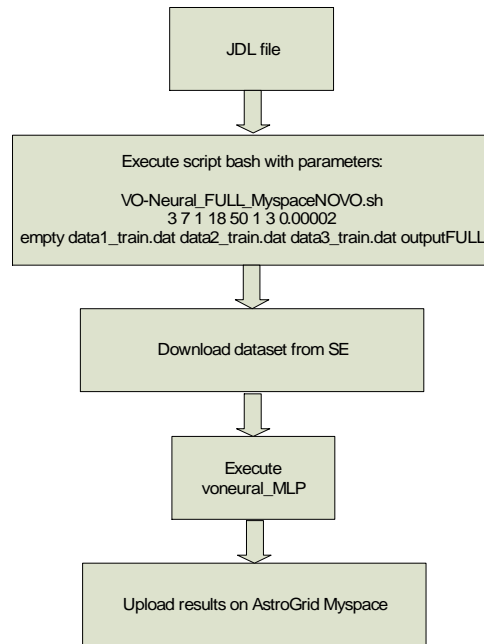 JDL file
Execute script bash with parameters:
VO-Neural_FULL_MyspaceNOVO.sh
3 7 1 18 50 1 3 0.00002
empty data1_train.dat data2_train.dat data3_train.dat outputFULL
Download dataset from SE
Execute
voneural_MLP
Upload results on AstroGrid Myspace